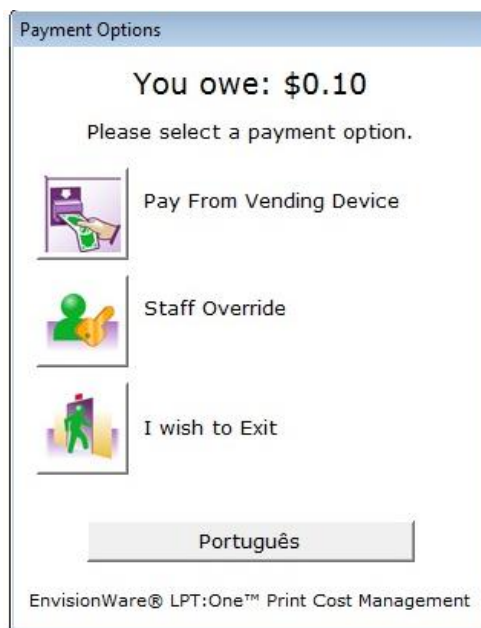 Payment Options
You owe: $0.10
Please select a payment option.
Pay From Vending Device
Staff Override
I wish to Exit
Português
EnvisionWare® LPT:One™ Print Cost Management